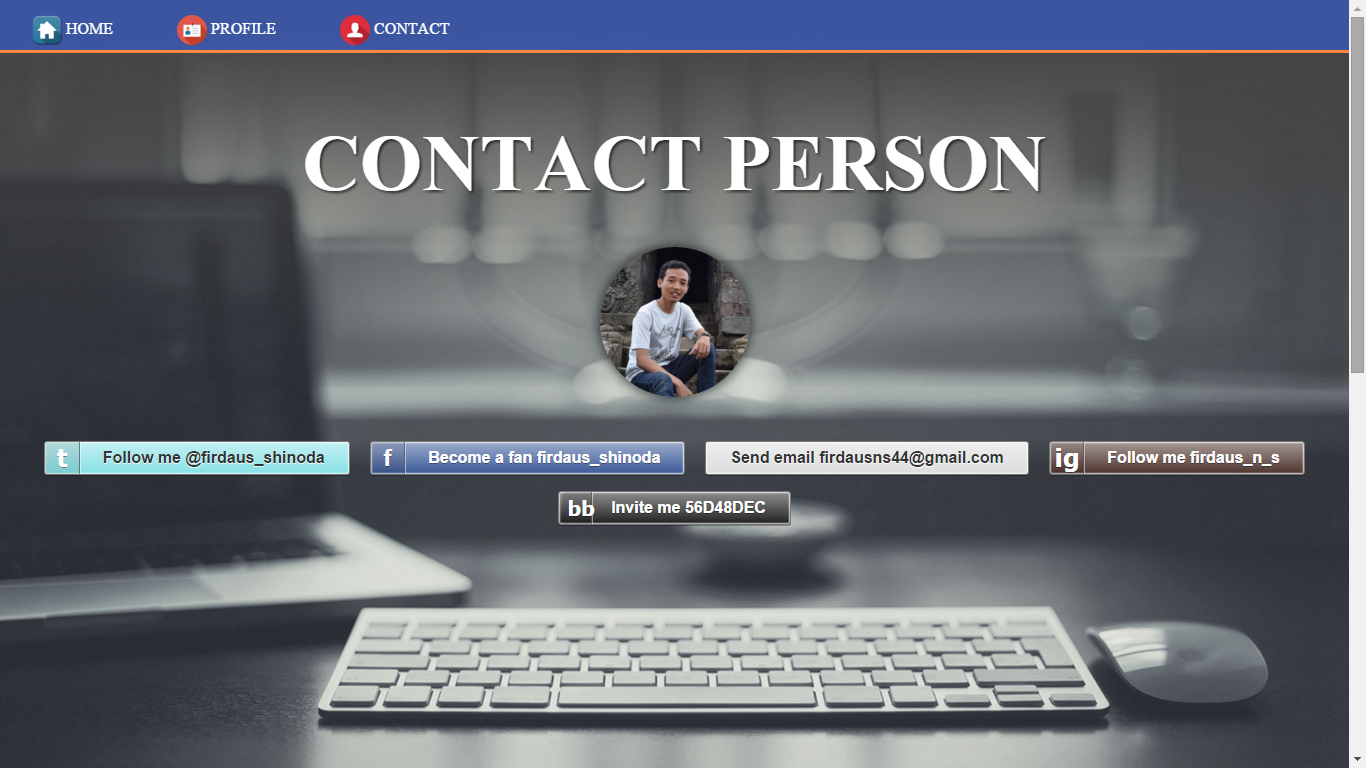 HOME PROFILE CONTACT
CONTACT PERSON
t Follow me @firdaus_shinoda f Become a fan firdaus_shinoda Send email firdausns44@gmail.com ig Follow me firdaus_n_s
bb Invite me 56D48DEC